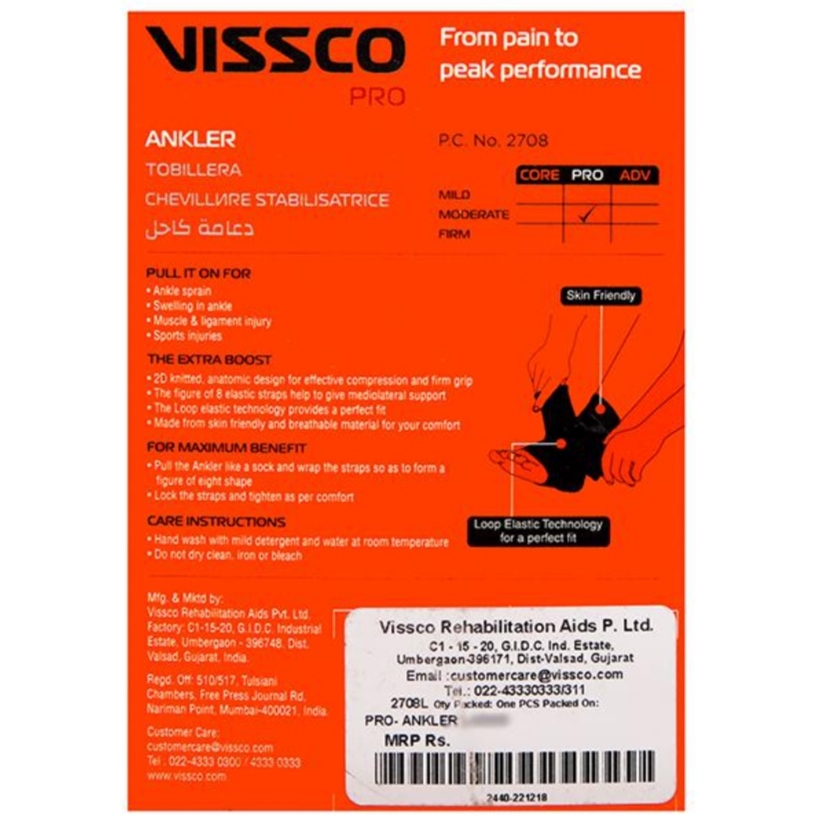 VISSCO
PRO
From pain to
peak performance
ANKLER
TOBILLERA
CHEVILLIRE STABILISATRICE
دعامة كاحل
P.C. No. 2708
CORE PRO ADV
MILD
MODERATE ✓
FIRM
PULL IT ON FOR
• Ankle sprain
• Swelling in ankle
• Muscle & ligament injury
• Sports injuries
THE EXTRA BOOST
• 2D knitted, anatomic design for effective compression and firm grip
• The figure of 8 elastic straps help to give mediolateral support
• The Loop elastic technology provides a perfect fit
• Made from skin friendly and breathable material for your comfort
FOR MAXIMUM BENEFIT
• Pull the Ankler like a sock and wrap the straps so as to form a
figure of eight shape
• Lock the straps and tighten as per comfort
CARE INSTRUCTIONS
• Hand wash with mild detergent and water at room temperature
• Do not dry clean, iron or bleach
Skin Friendly
Loop Elastic Technology
for a perfect fit
Mfg. & Mktd by:
Vissco Rehabilitation Aids Pvt. Ltd.
Factory: C1-15-20, G.I.D.C. Industrial
Estate, Umbergaon - 396748. Dist.
Valsad, Gujarat, India.
Regd. Off: 510/517, Tulsiani
Chambers, Free Press Journal Rd,
Nariman Point, Mumbai-400021, India.
Customer Care:
customercare@vissco.com
Tel : 022-4333 0300 / 4333 0333
www.vissco.com
Vissco Rehabilitation Aids P. Ltd.
C1 - 15 - 20, G.I.D.C. Ind. Estate,
Umbergaon-396171, Dist-Valsad, Gujarat
Email :customercare@vissco.com
Tel.: 022-43330333/311
2708L Qty Packed: One PCS Packed On:
PRO- ANKLER
MRP Rs.
2440-221218